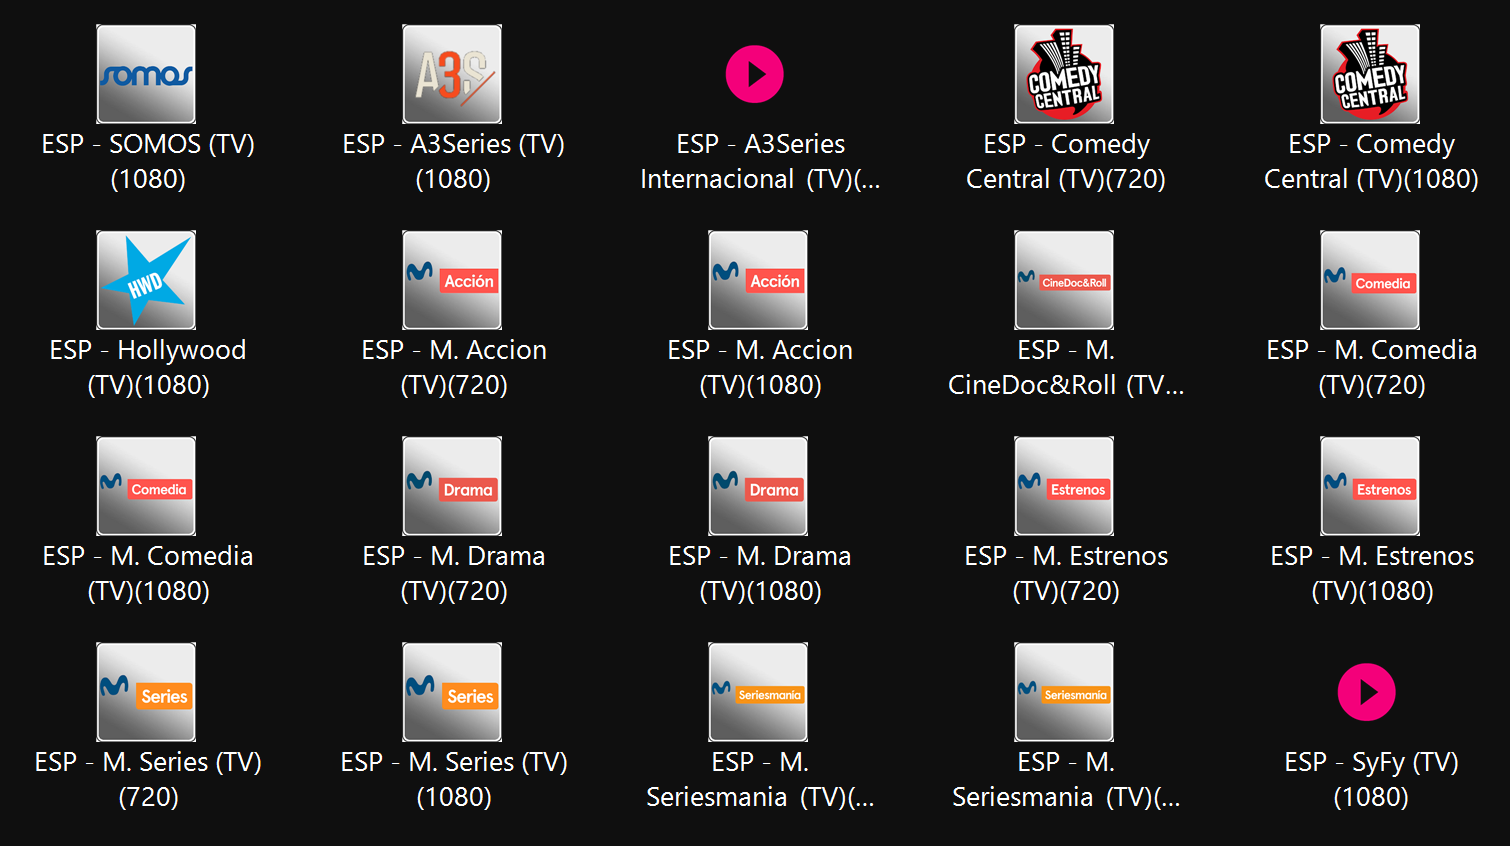 somos
A3S
COMEDY
CENTRAL
COMEDY
CENTRAL
ESP - SOMOS (TV)
(1080)
ESP - A3Series (TV)
(1080)
ESP - A3Series
Internacional (TV)(...
ESP - Comedy
Central (TV)(720)
ESP - Comedy
Central (TV)(1080)
HWD
Acción
Acción
CineDoc&Roll
Comedia
ESP - Hollywood
(TV)(1080)
ESP - M. Accion
(TV)(720)
ESP - M. Accion
(TV)(1080)
ESP - M.
CineDoc&Roll (TV...
ESP - M. Comedia
(TV)(720)
Comedia
Drama
Drama
Estrenos
Estrenos
ESP - M. Comedia
(TV)(1080)
ESP - M. Drama
(TV)(720)
ESP - M. Drama
(TV)(1080)
ESP - M. Estrenos
(TV)(720)
ESP - M. Estrenos
(TV)(1080)
Series
Series
Seriesmanía
Seriesmanía
ESP - M. Series (TV)
(720)
ESP - M. Series (TV)
(1080)
ESP - M.
Seriesmania (TV)(...
ESP - M.
Seriesmania (TV)(...
ESP - SyFy (TV)
(1080)